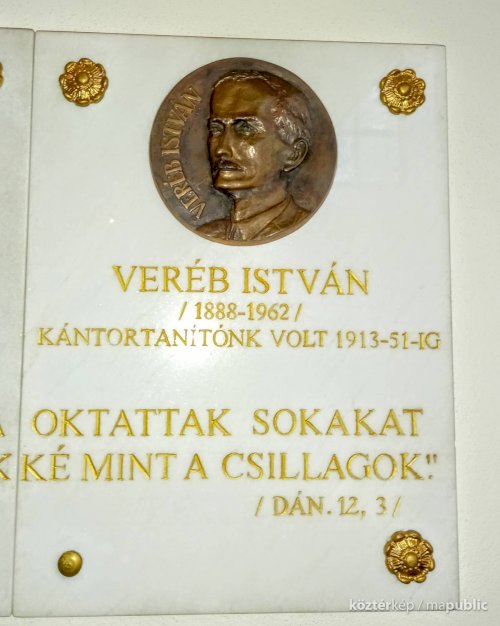 VERÉB ISTVÁN
VERÉB ISTVÁN
/ 1888-1962 /
KÁNTORTANÍTÓNK VOLT 1913-51-IG
A OKTATTAK SOKAKAT
KKÉ MINT A CSILLAGOK."
/ DÁN. 12, 3 /
köztérkép / mapublic